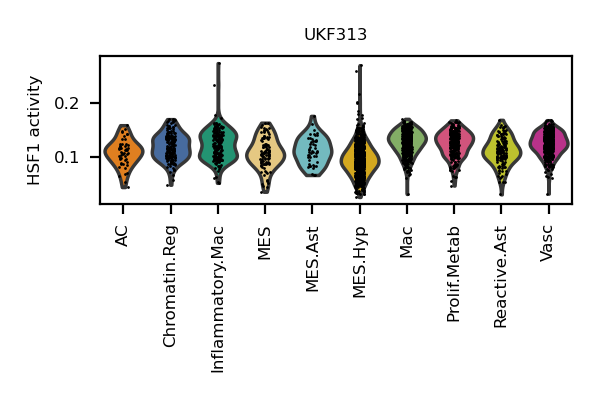 UKF313
HSF1 activity
0.2
0.1
AC
Chromatin.Reg
Inflammatory.Mac
MES
MES.Ast
MES.Hyp
Mac
Prolif.Metab
Reactive.Ast
Vasc